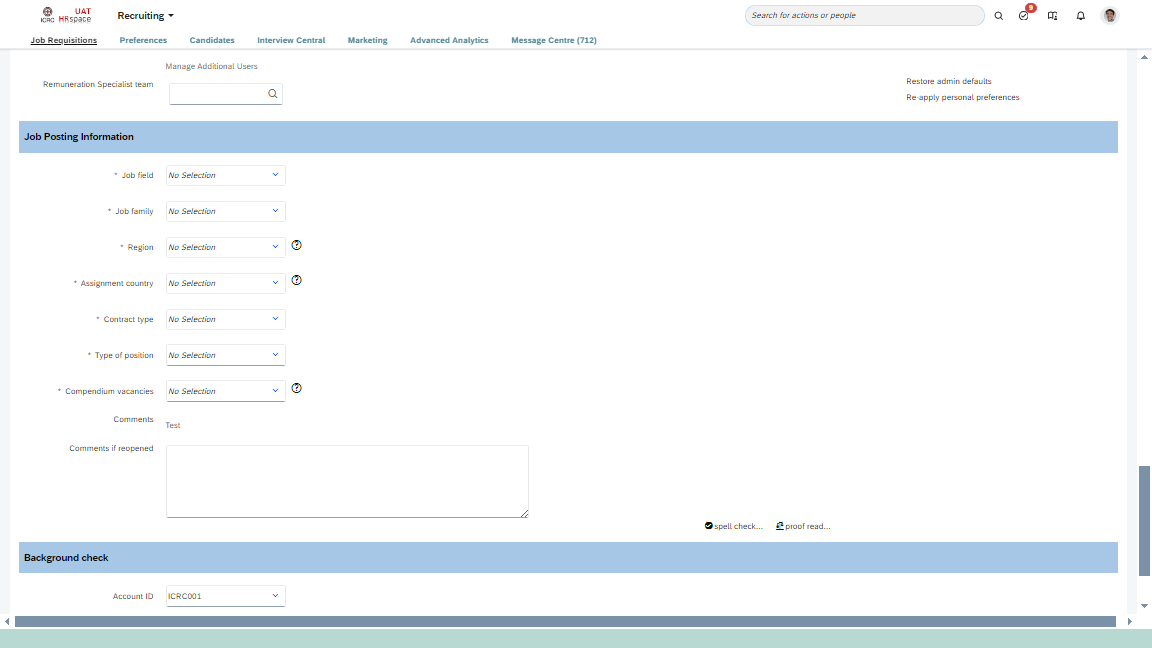 ICRC
UAT
HRspace
Recruiting
Search for actions or people
9
Job Requisitions
Preferences
Candidates
Interview Central
Marketing
Advanced Analytics
Message Centre (712)
Manage Additional Users
Remuneration Specialist team
Restore admin defaults
Re-apply personal preferences
Job Posting Information
* Job field No Selection
* Job family No Selection
* Region No Selection ?
* Assignment country No Selection ?
* Contract type No Selection
* Type of position No Selection
* Compendium vacancies No Selection ?
Comments Test
Comments if reopened
spell check... proof read...
Background check
Account ID ICRC001